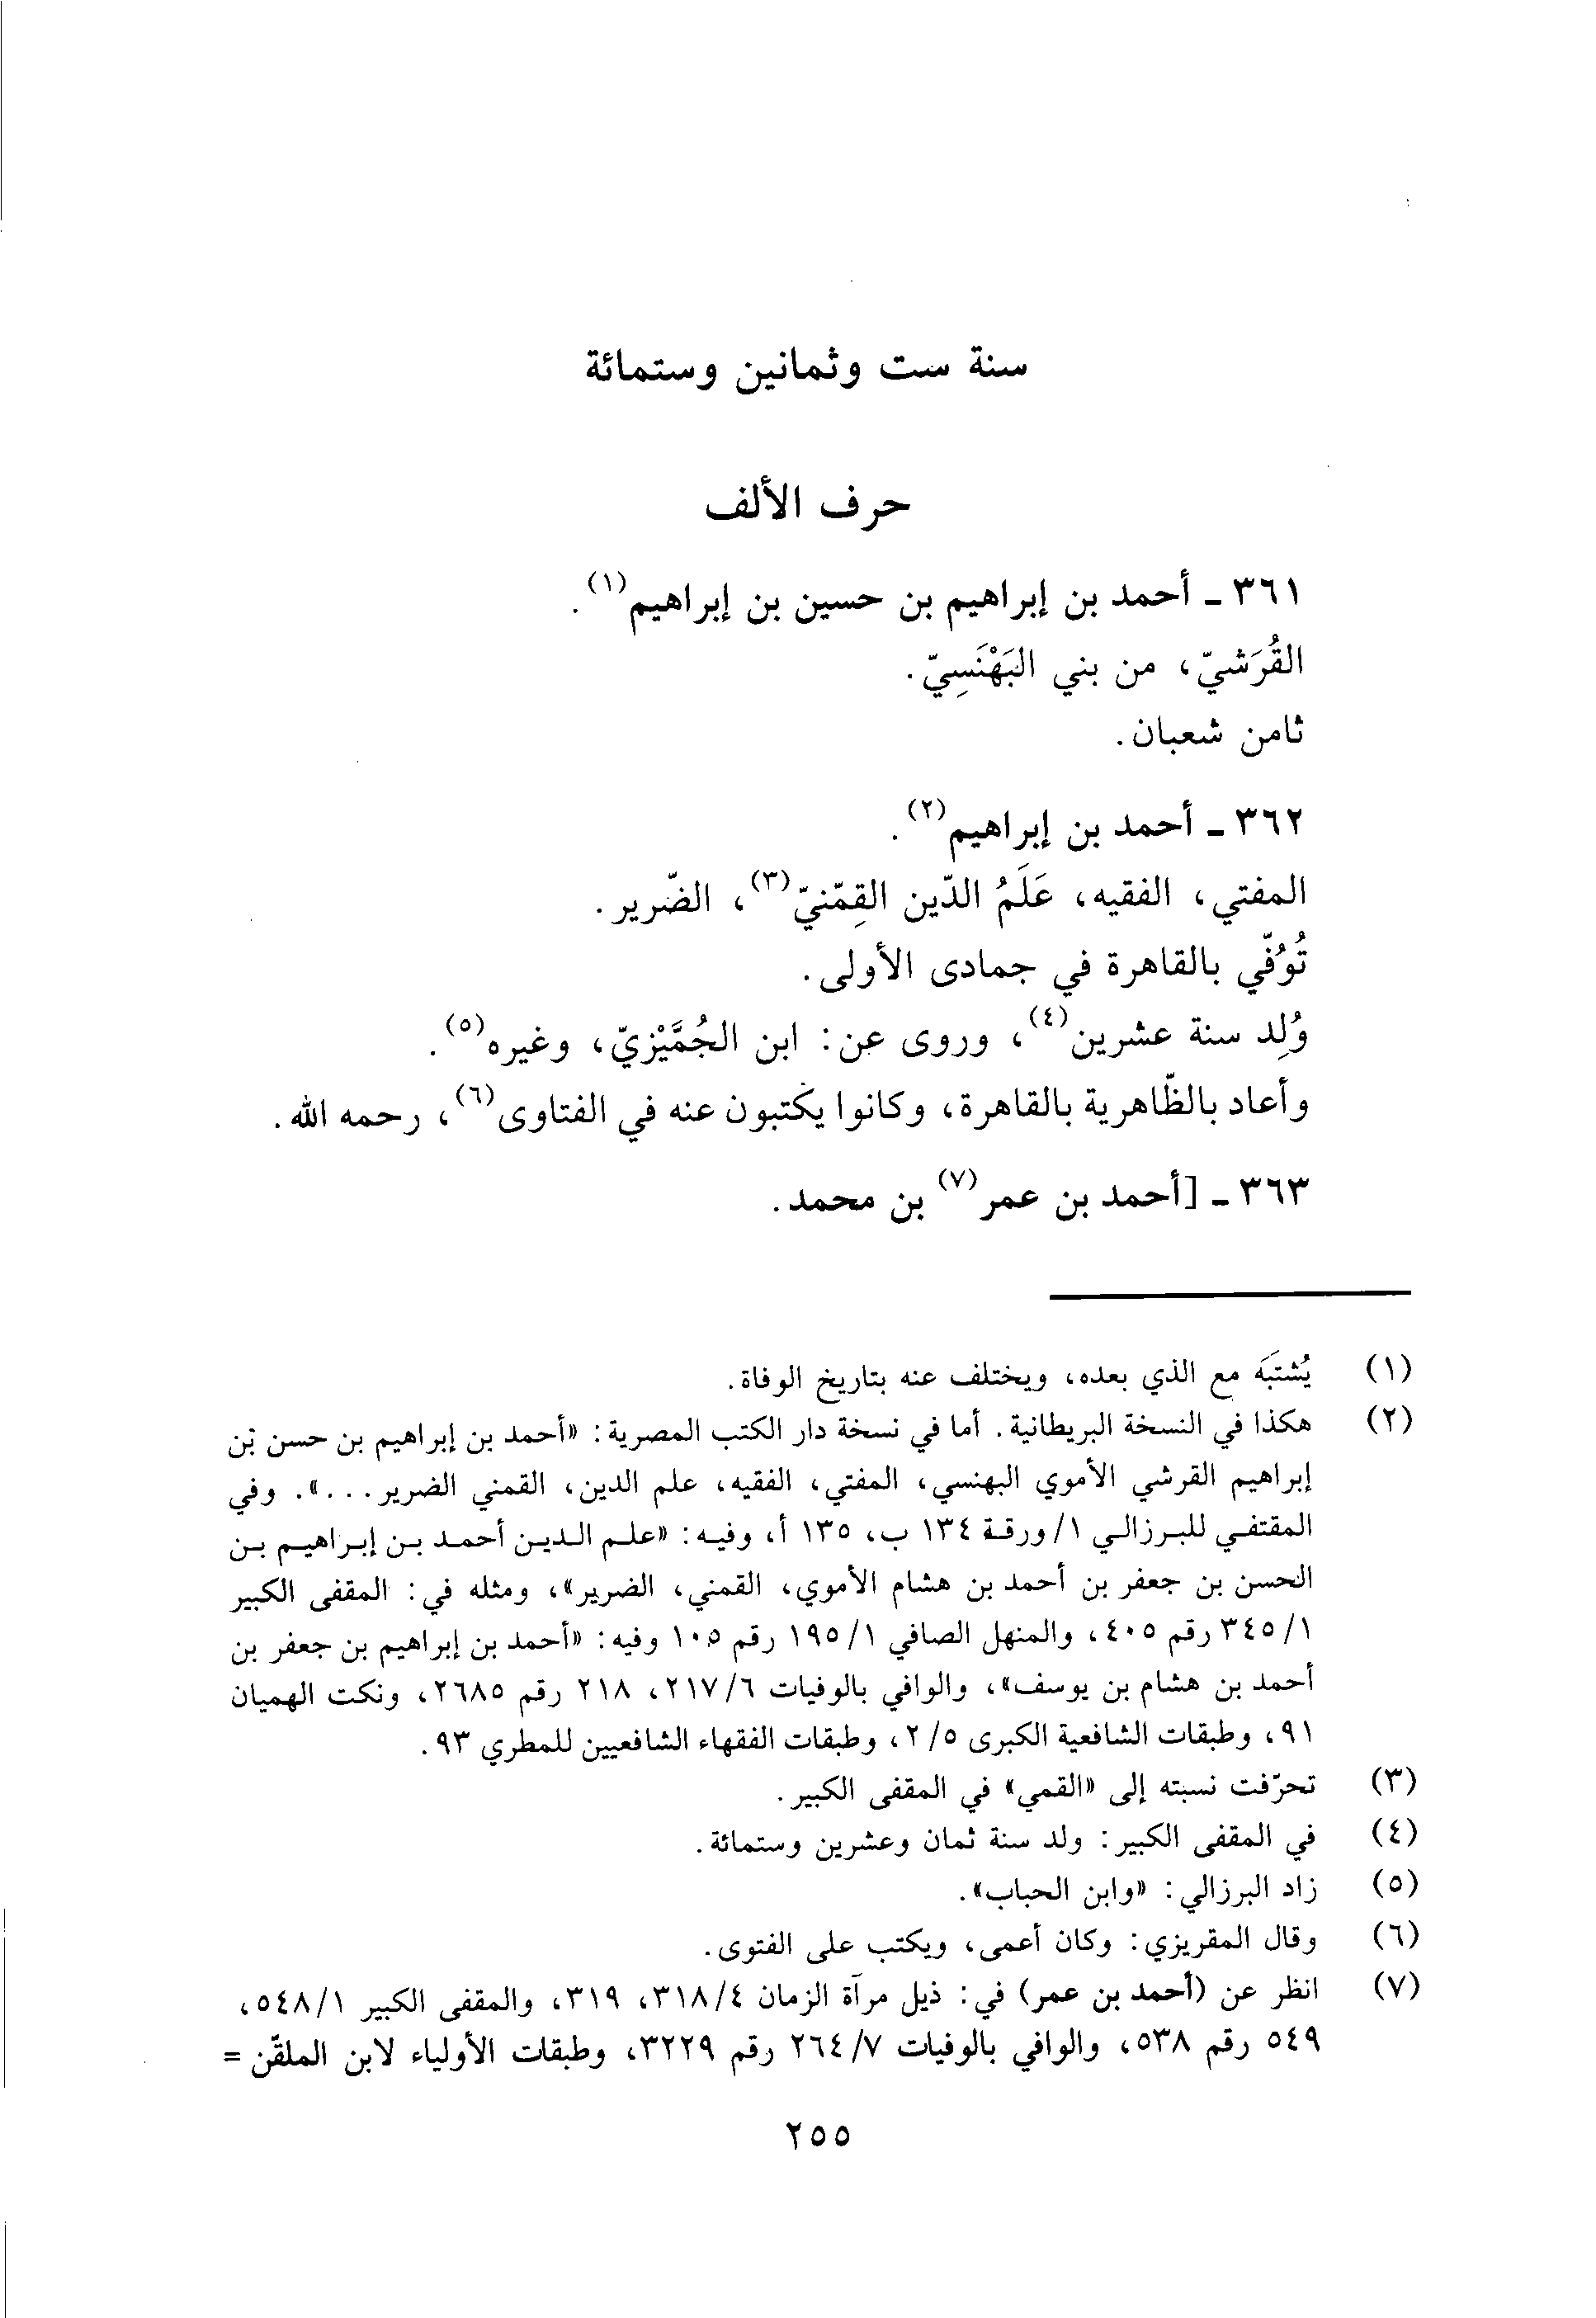 سنة ست وثمانين وستمائة
حرف الألف
٣٦١ ـ أحمد بن إبراهيم بن حسين بن إبراهيم(١).
القُرَشيّ، من بني البَهْنَسِيّ.
ثامن شعبان.
٣٦٢ ـ أحمد بن إبراهيم(٢).
المفتي، الفقيه، عَلَمُ الدّين القِمّنيّ(٣)، الضّرير.
تُوُفّي بالقاهرة في جمادى الأولى.
وُلِد سنة عشرين(٤)، وروى عن: ابن الجُمَّيْزيّ، وغيره(٥).
وأعاد بالظّاهرية بالقاهرة، وكانوا يكتبون عنه في الفتاوى(٦)، رحمه الله.
٣٦٣ ـ [أحمد بن عمر(٧) بن محمد.
(١) يُشتَبَه مع الذي بعده، ويختلف عنه بتاريخ الوفاة.
(٢) هكذا في النسخة البريطانية. أما في نسخة دار الكتب المصرية: «أحمد بن إبراهيم بن حسن بن
إبراهيم القرشي الأموي البهنسي، المفتي، الفقيه، علم الدين، القمني الضرير...». وفي
المقتفي للبرزالي ١/ورقة ١٣٤ ب، ١٣٥ أ، وفيه: «علم الدين أحمد بن إبراهيم بن
الحسن بن جعفر بن أحمد بن هشام الأموي، القمني، الضرير»، ومثله في: المقفى الكبير
١/٣٤٥ رقم ٤٠٥، والمنهل الصافي ١/١٩٥ رقم ١٠٥ وفيه: «أحمد بن إبراهيم بن جعفر بن
أحمد بن هشام بن يوسف»، والوافي بالوفيات ٦/٢١٧، ٢١٨ رقم ٢٦٨٥، ونكت الهميان
٩١، وطبقات الشافعية الكبرى ٥/٢، وطبقات الفقهاء الشافعيين للمطري ٩٣.
(٣) تحرّفت نسبته إلى «القمي» في المقفى الكبير.
(٤) في المقفى الكبير: ولد سنة ثمان وعشرين وستمائة.
(٥) زاد البرزالي: «وابن الحباب».
(٦) وقال المقريزي: وكان أعمى، ويكتب على الفتوى.
(٧) انظر عن (أحمد بن عمر) في: ذيل مرآة الزمان ٤/٣١٨، ٣١٩، والمقفى الكبير ١/٥٤٨،
٥٤٩ رقم ٥٣٨، والوافي بالوفيات ٧/٢٦٤ رقم ٣٢٢٩، وطبقات الأولياء لابن الملقّن =
٢٥٥